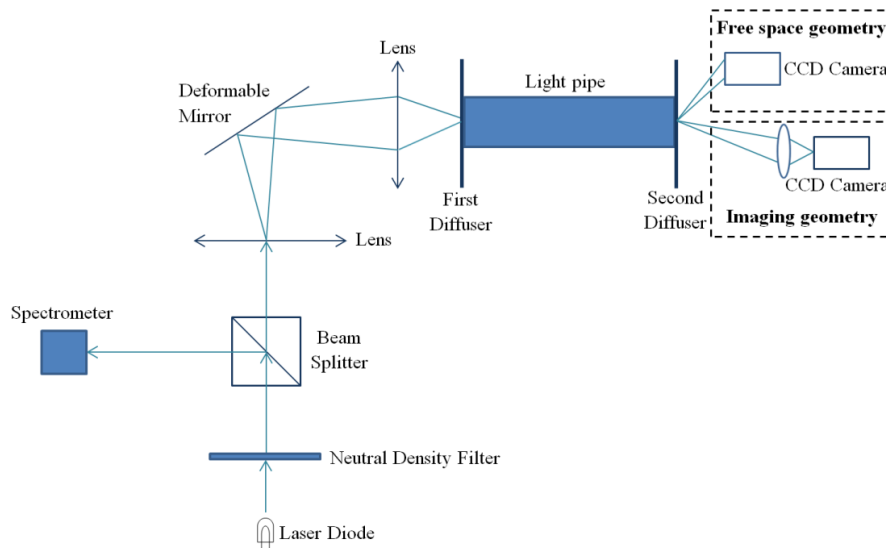 Free space geometry
CCD Camera
Lens
Light pipe
Deformable
Mirror
CCD Camera
First
Diffuser
Second
Diffuser
Imaging geometry
Lens
Spectrometer
Beam
Splitter
Neutral Density Filter
Laser Diode